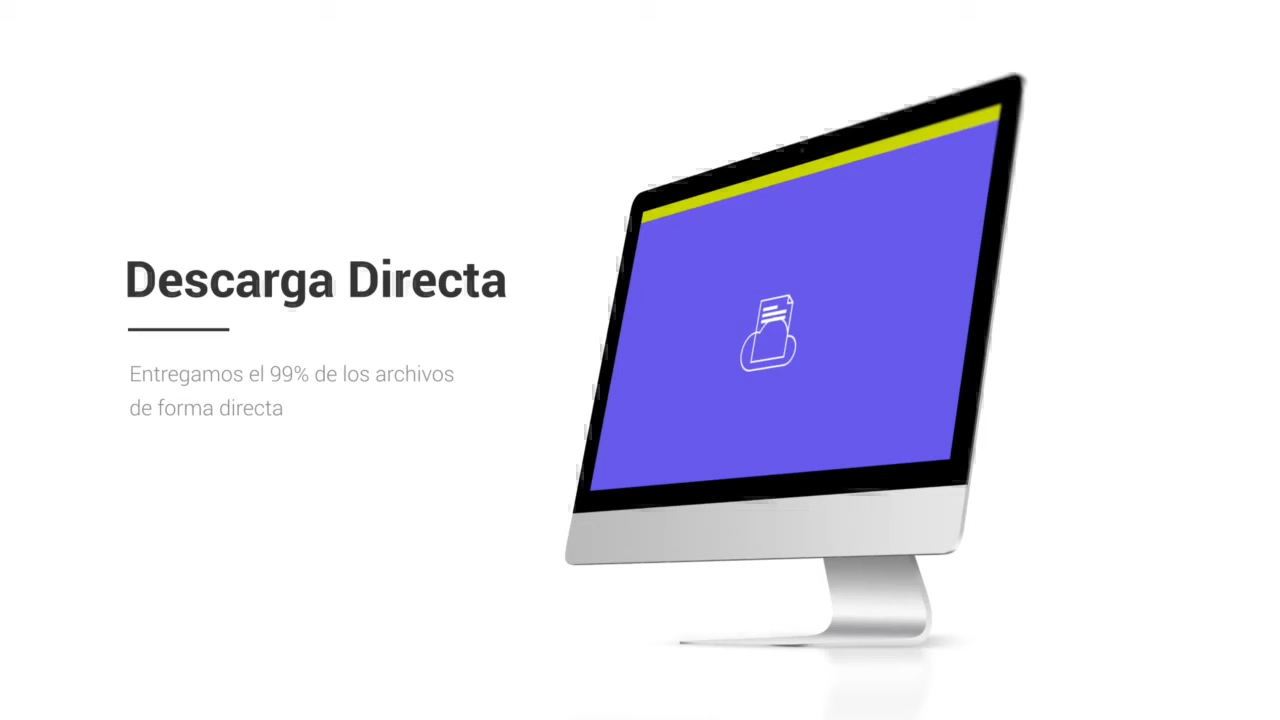 Descarga Directa
Entregamos el 99% de los archivos
de forma directa